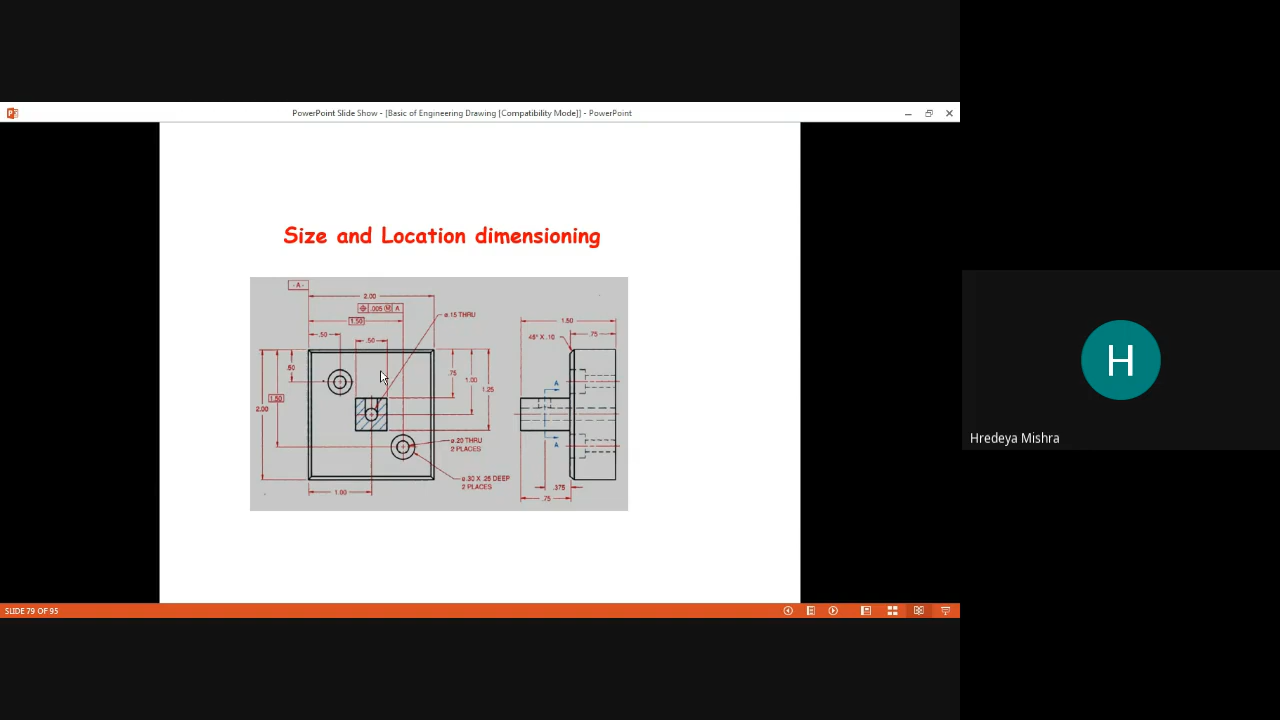 PowerPoint Slide Show - [Basic of Engineering Drawing [Compatibility Mode]] - PowerPoint
Size and Location dimensioning
-A-
2.00
.005 M A
1.50
⌀.15 THRU
.50
.50
.50
1.50
2.00
.75
1.00
1.25
⌀.20 THRU
2 PLACES
⌀.30 X .25 DEEP
2 PLACES
1.00
1.50
.75
45° X .10
A
A
.375
.75
H
Hredeya Mishra
SLIDE 79 OF 95